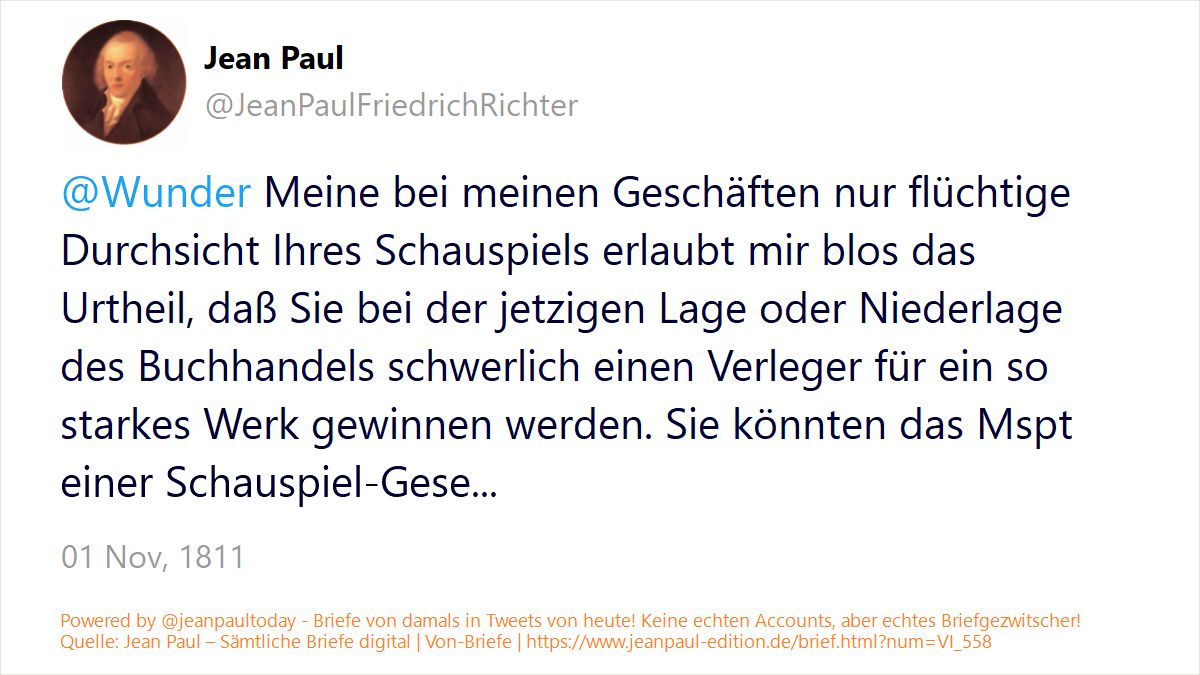 Jean Paul
@JeanPaulFriedrichRichter
@Wunder Meine bei meinen Geschäften nur flüchtige
Durchsicht Ihres Schauspiels erlaubt mir blos das
Urtheil, daß Sie bei der jetzigen Lage oder Niederlage
des Buchhandels schwerlich einen Verleger für ein so
starkes Werk gewinnen werden. Sie könnten das Mspt
einer Schauspiel-Gese...
01 Nov, 1811
Powered by @jeanpaultoday - Briefe von damals in Tweets von heute! Keine echten Accounts, aber echtes Briefgezwitscher!
Quelle: Jean Paul – Sämtliche Briefe digital | Von-Briefe | https://www.jeanpaul-edition.de/brief.html?num=VI_558